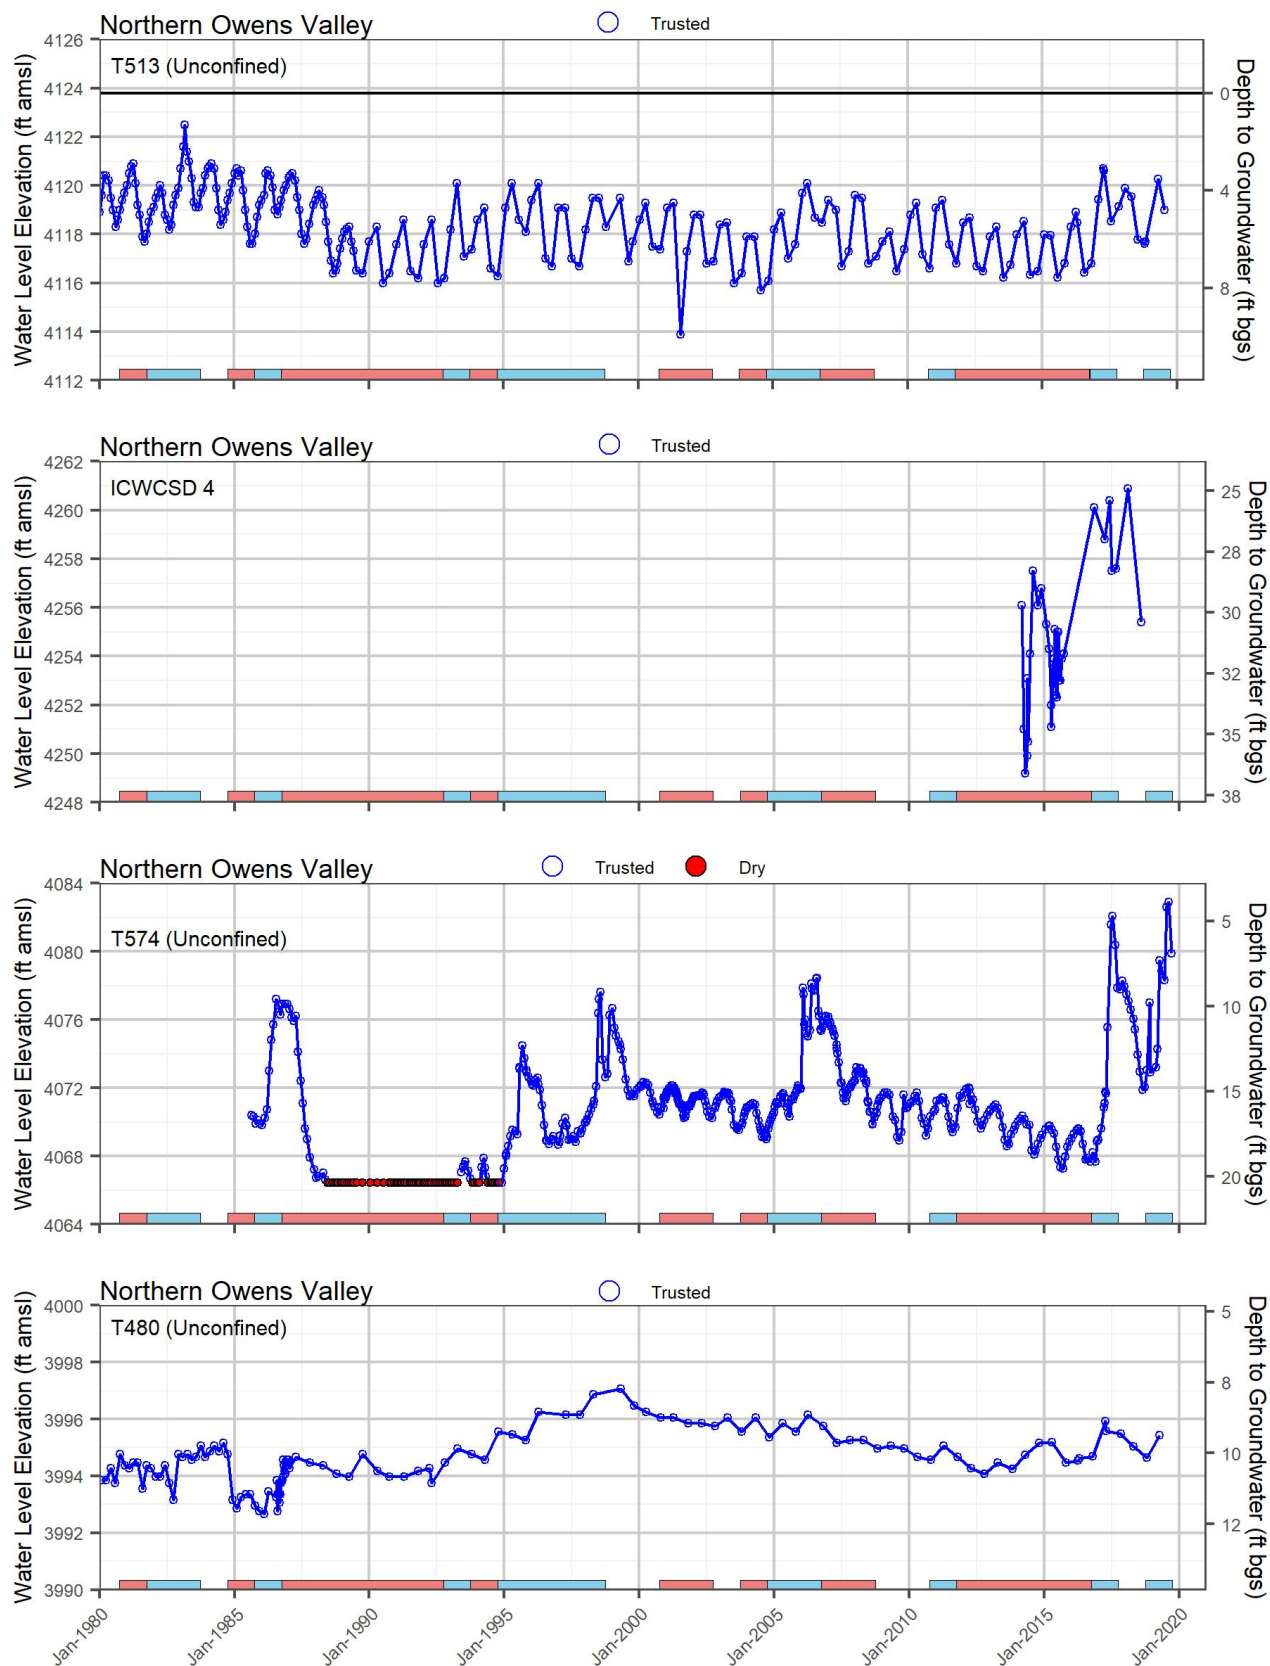 Northern Owens Valley
Trusted
T513 (Unconfined)
Water Level Elevation (ft amsl)
4126
4124
4122
4120
4118
4116
4114
4112
0
4
8
Depth to Groundwater (ft bgs)
Northern Owens Valley
Trusted
ICWCSD 4
Water Level Elevation (ft amsl)
4262
4260
4258
4256
4254
4252
4250
4248
25
28
30
32
35
38
Depth to Groundwater (ft bgs)
Northern Owens Valley
Trusted Dry
T574 (Unconfined)
Water Level Elevation (ft amsl)
4084
4080
4076
4072
4068
4064
5
10
15
20
Depth to Groundwater (ft bgs)
Northern Owens Valley
Trusted
T480 (Unconfined)
Water Level Elevation (ft amsl)
4000
3998
3996
3994
3992
3990
5
8
10
12
Depth to Groundwater (ft bgs)
Jan-1980 Jan-1985 Jan-1990 Jan-1995 Jan-2000 Jan-2005 Jan-2010 Jan-2015 Jan-2020